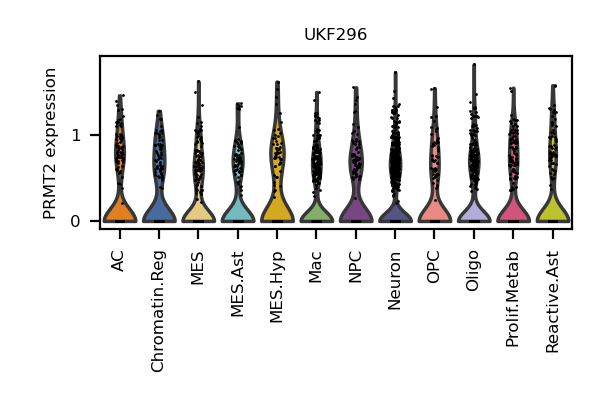 UKF296
PRMT2 expression
1
0
AC
Chromatin.Reg
MES
MES.Ast
MES.Hyp
Mac
NPC
Neuron
OPC
Oligo
Prolif.Metab
Reactive.Ast